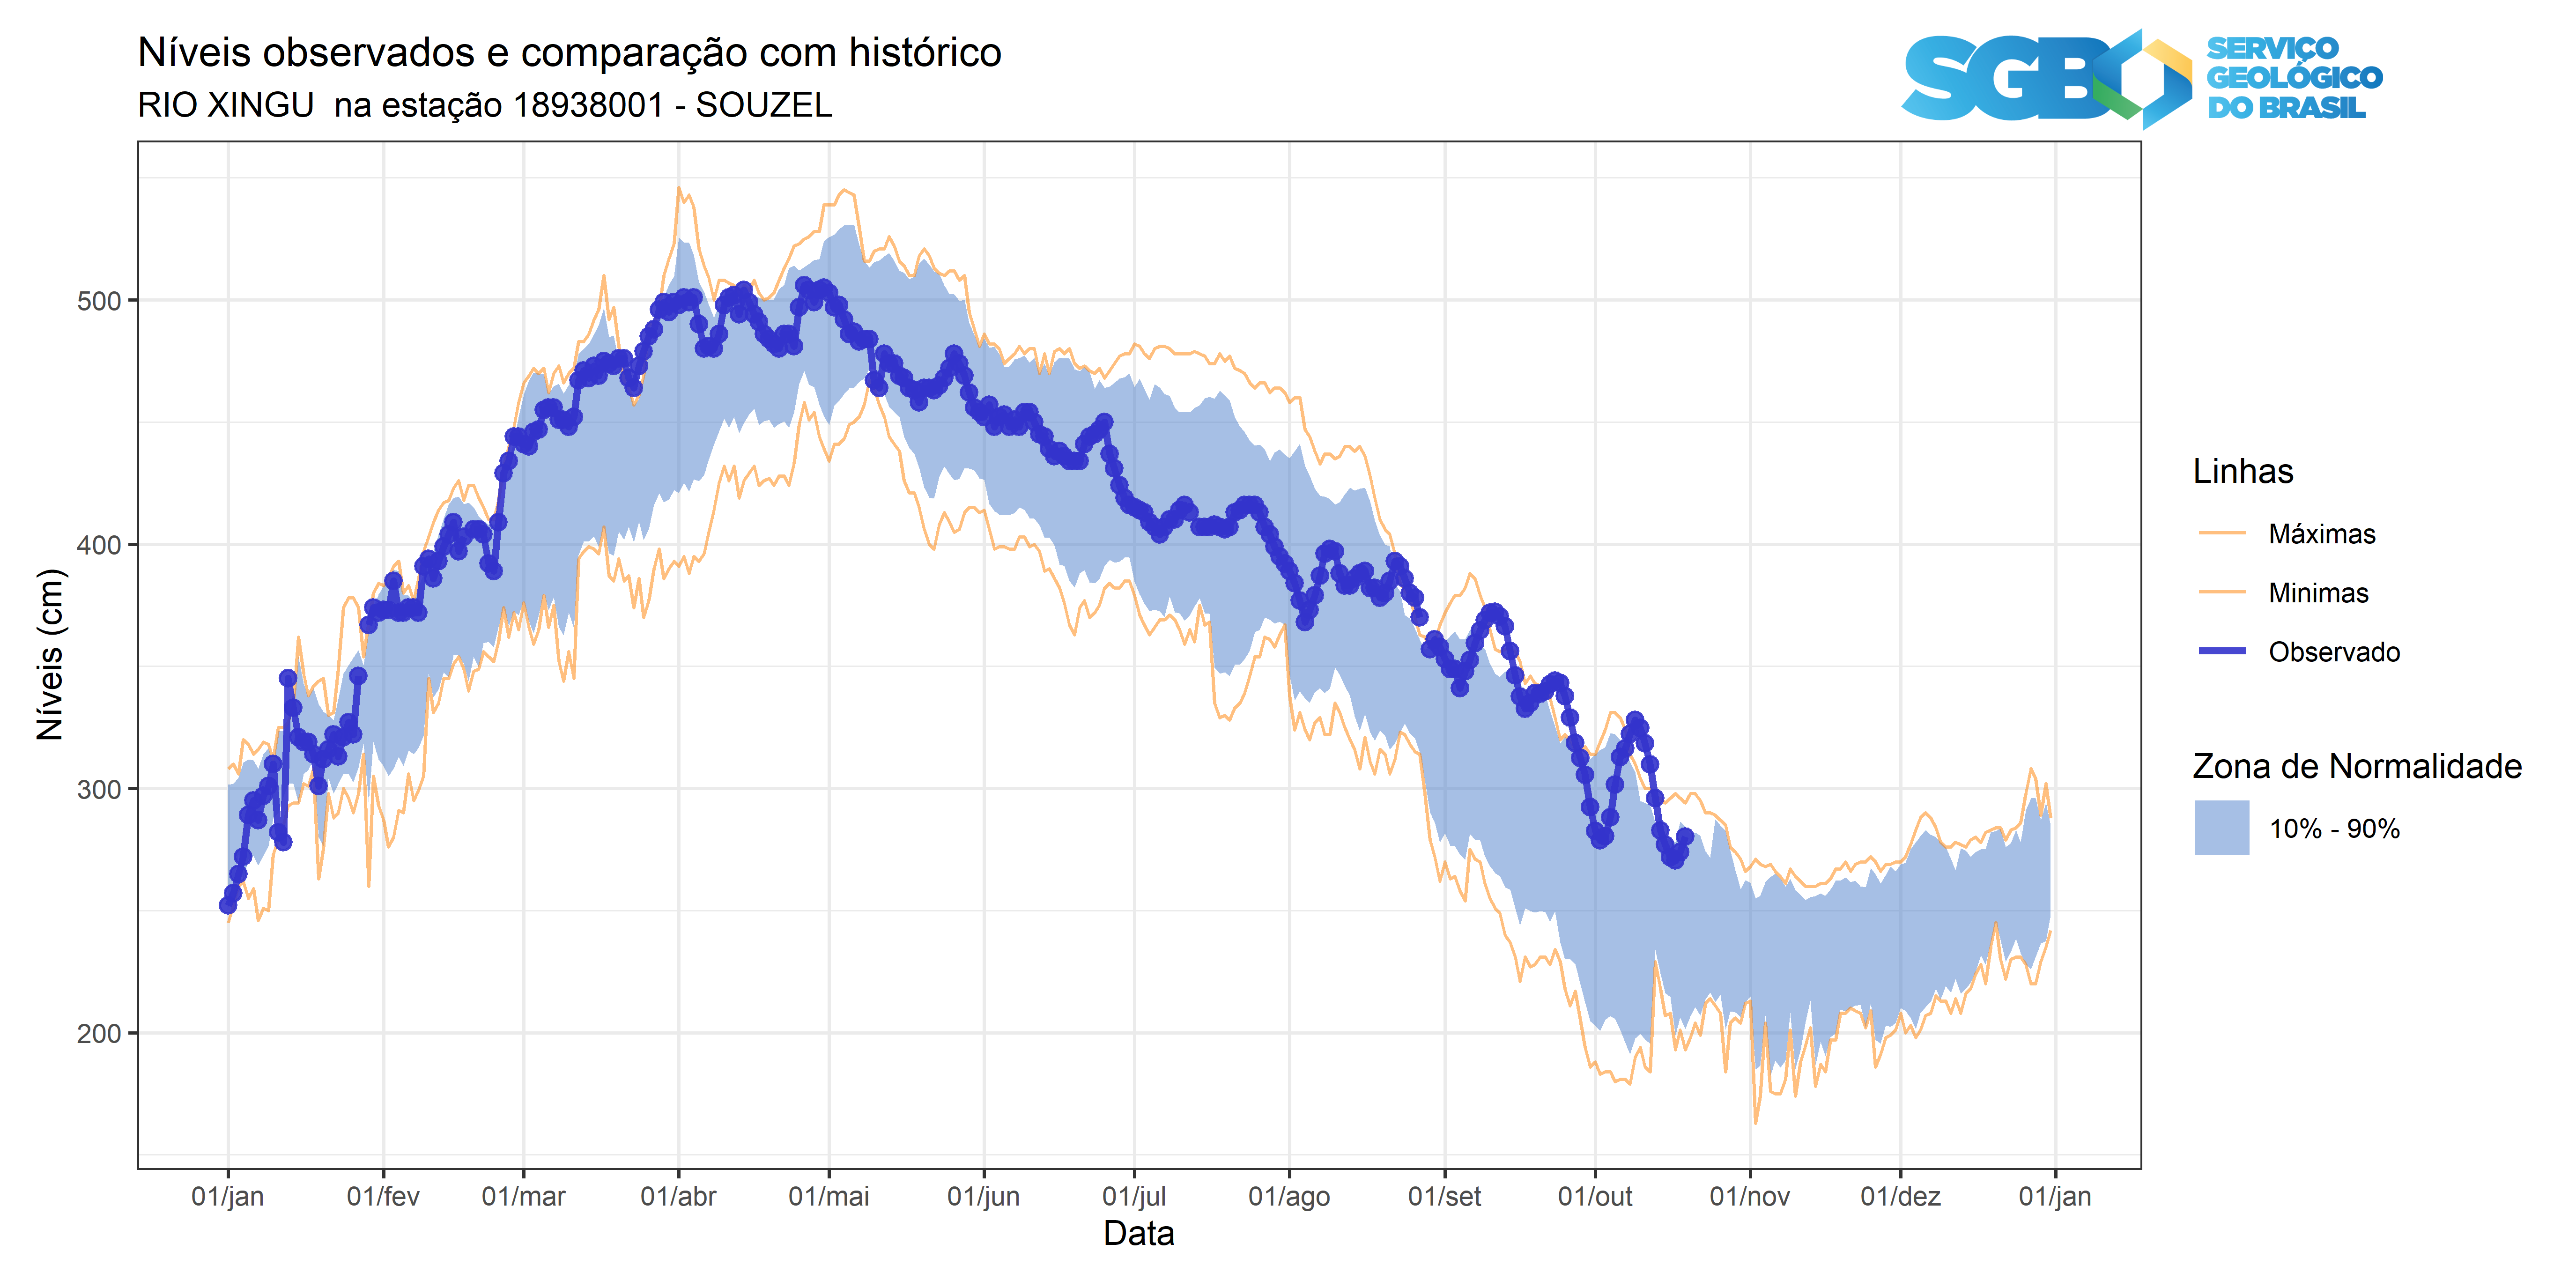 Níveis observados e comparação com histórico
RIO XINGU  na estação 18938001 - SOUZEL
SGB
SERVIÇO
GEOLÓGICO
DO BRASIL
500
400
300
200
Níveis (cm)
01/jan
01/fev
01/mar
01/abr
01/mai
01/jun
01/jul
01/ago
01/set
01/out
01/nov
01/dez
01/jan
Data
Linhas
Máximas
Minimas
Observado
Zona de Normalidade
10% - 90%